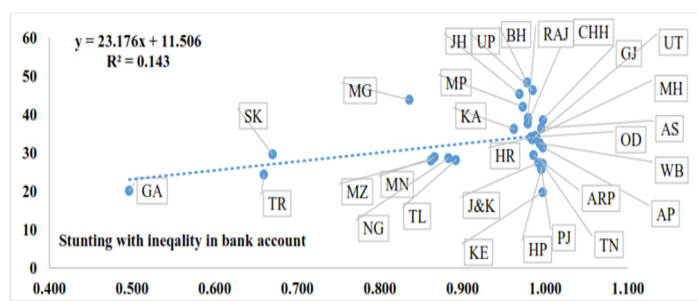 60
50
40
30
20
10
0
y = 23.176x + 11.506
R² = 0.143
JH
UP
BH
RAJ
CHH
GJ
UT
MG
MP
MH
SK
KA
AS
HR
OD
GA
TR
MZ
MN
WB
NG
TL
J&K
ARP
AP
KE
HP
PJ
TN
Stunting with ineqality in bank account
0.400
0.500
0.600
0.700
0.800
0.900
1.000
1.100